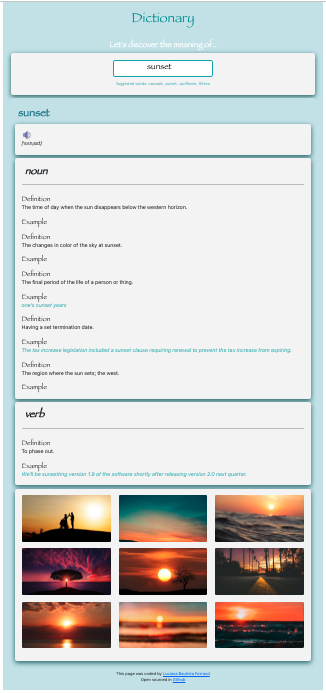 Dictionary
Let's discover the meaning of...
sunset
Suggested words: cascade, sunset, sunflower, fitness
sunset
/ˈsʌnˌsɛt/
noun
Definition
The time of day when the sun disappears below the western horizon.
Example
Definition
The changes in color of the sky at sunset.
Example
Definition
The final period of the life of a person or thing.
Example
one's sunset years
Definition
Having a set termination date.
Example
The tax increase legislation included a sunset clause requiring renewal to prevent the tax increase from expiring.
Definition
The region where the sun sets; the west.
Example
verb
Definition
To phase out.
Example
We'll be sunsetting version 1.9 of the software shortly after releasing version 2.0 next quarter.
This page was coded by Luciana Bautista
Open sourced in Github